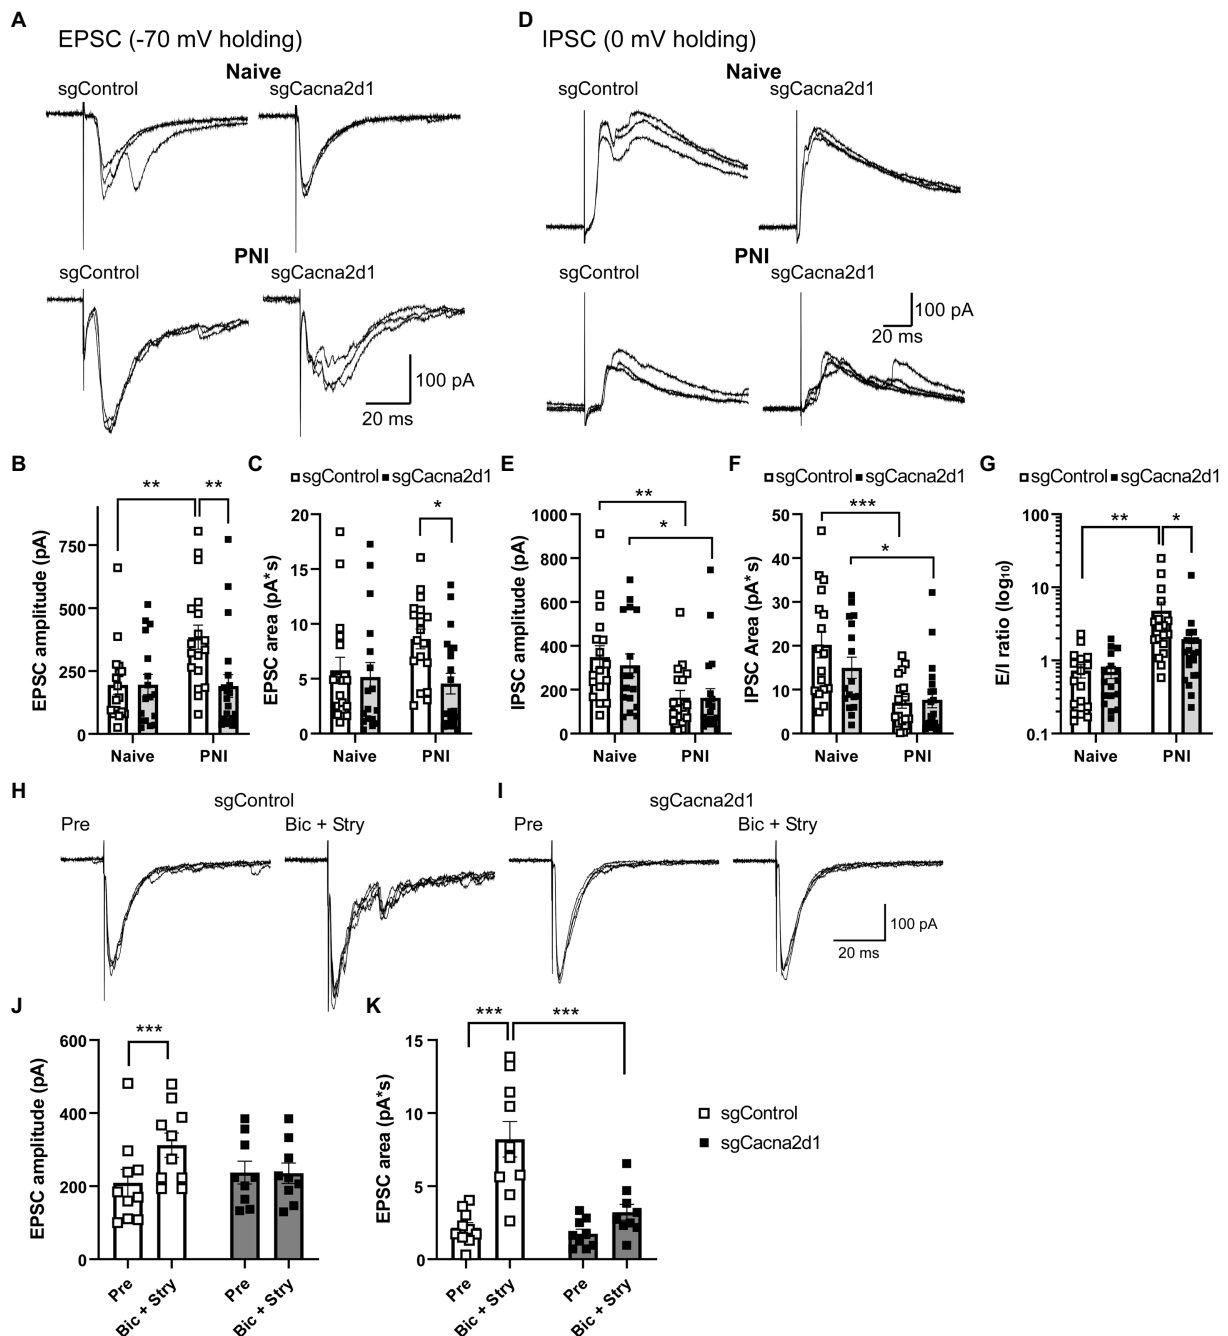 A
EPSC (-70 mV holding)
Naive
sgControl
sgCacna2d1
PNI
sgControl
sgCacna2d1
100 pA
20 ms
D
IPSC (0 mV holding)
Naive
sgControl
sgCacna2d1
PNI
sgControl
sgCacna2d1
100 pA
20 ms
B
EPSC amplitude (pA)
750
500
250
0
**
**
Naive
PNI
C
sgControl
sgCacna2d1
EPSC area (pA*s)
20
15
10
5
0
*
Naive
PNI
E
IPSC amplitude (pA)
1000
800
600
400
200
0
**
*
Naive
PNI
F
sgControl
sgCacna2d1
IPSC Area (pA*s)
50
40
30
20
10
0
***
*
Naive
PNI
G
sgControl
sgCacna2d1
E/I ratio (log10)
100
10
1
0.1
**
*
Naive
PNI
H
sgControl
Pre
Bic + Stry
I
sgCacna2d1
Pre
Bic + Stry
100 pA
20 ms
J
EPSC amplitude (pA)
600
400
200
0
***
Pre
Bic + Stry
Pre
Bic + Stry
K
EPSC area (pA*s)
15
10
5
0
***
***
Pre
Bic + Stry
Pre
Bic + Stry
sgControl
sgCacna2d1